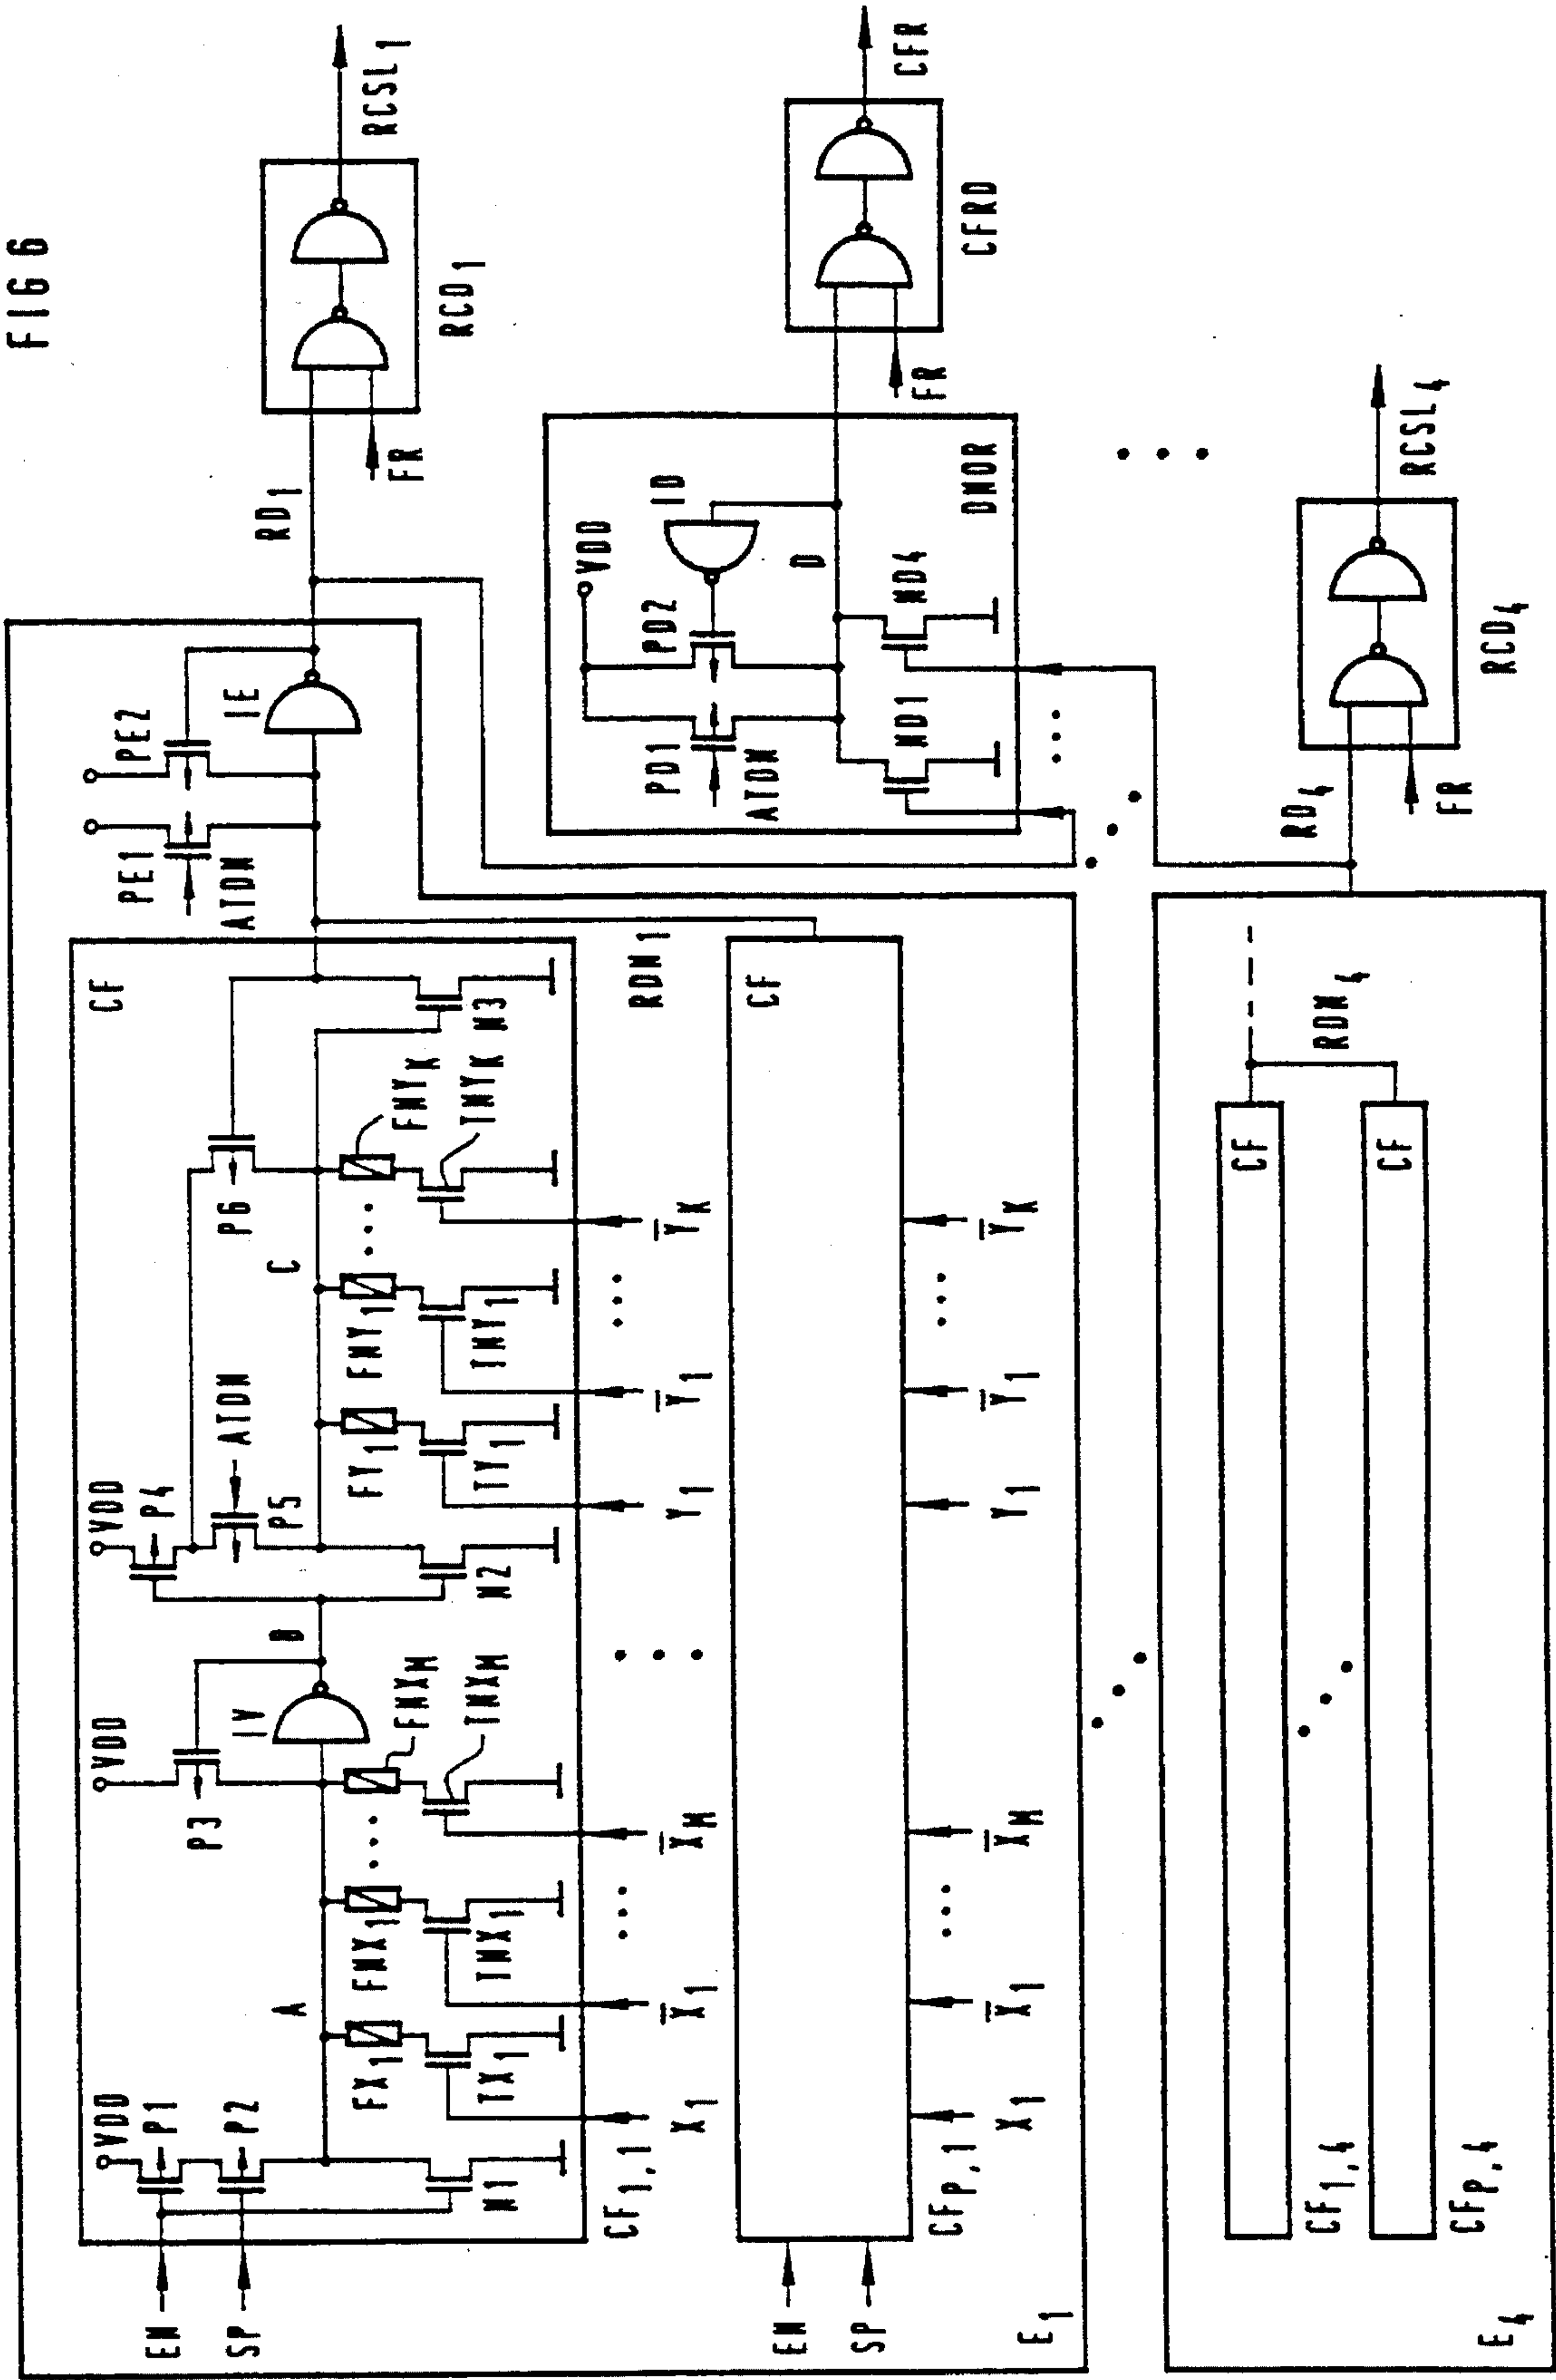 FIG 6
VDD
P1
P2
EN
SP
N1
A
FX1
TX1
X1
FNX1
TNX1
X̅1
FNXM
TNXM
X̅M
VDD
P3
IV
B
VDD
P4
ATDN
P5
N2
C
FY1
TY1
Y1
FNY1
TNY1
Y̅1
P6
FNYK
TNYK
Y̅K
CF
N3
CF1,1
PE1
ATDN
PE2
IE
RD1
FR
RCD1
RCSL1
RDN1
CF
EN
SP
CFP,1
X1
X̅1
X̅M
Y1
Y̅1
Y̅K
E1
VDD
PD1
ATDN
PD2
ID
D
ND1
ND4
DNOR
FR
CFRD
CFR
CF
CF
RDN4
CF1,4
CFP,4
E4
RD4
FR
RCD4
RCSL4